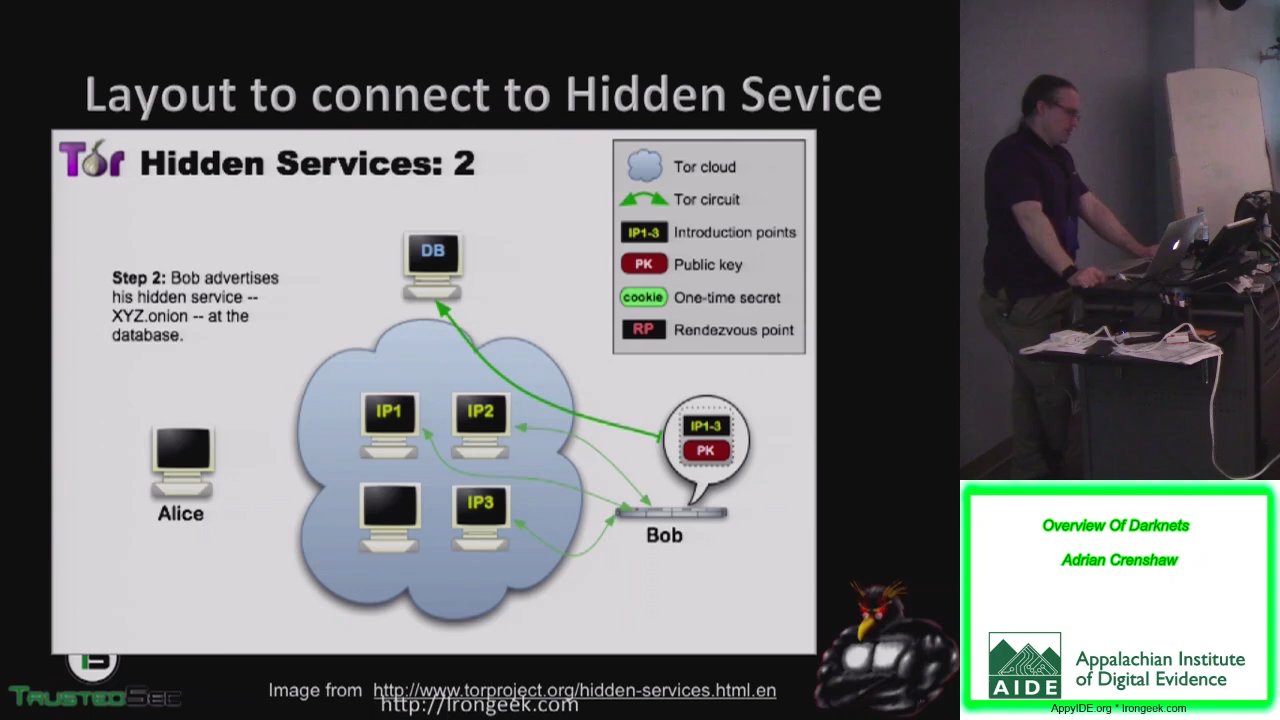 Layout to connect to Hidden Sevice
Tor Hidden Services: 2
Tor cloud
Tor circuit
IP1-3 Introduction points
PK Public key
cookie One-time secret
RP Rendezvous point
DB
Step 2: Bob advertises
his hidden service --
XYZ.onion -- at the
database.
IP1 IP2
IP1-3
PK
IP3
Alice
Bob
TRUSTEDSEC
Image from http://www.torproject.org/hidden-services.html.en
http://Irongeek.com
Overview Of Darknets
Adrian Crenshaw
AIDE
Appalachian Institute
of Digital Evidence
AppyIDE.org * Irongeek.com